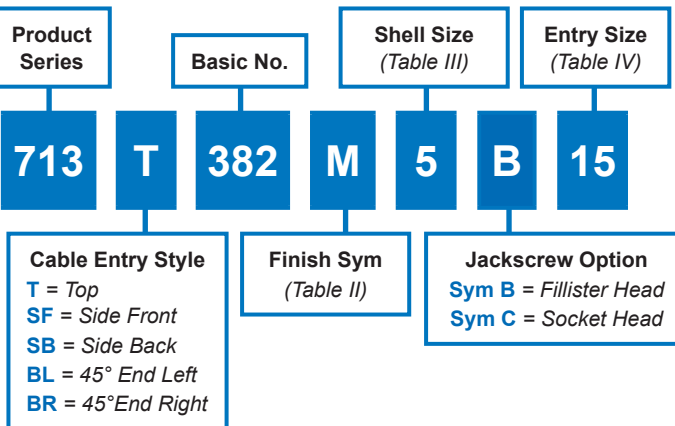 Product
Series
Basic No.
Shell Size
(Table III)
Entry Size
(Table IV)
713 T 382 M 5 B 15
Cable Entry Style
T = Top
SF = Side Front
SB = Side Back
BL = 45° End Left
BR = 45°End Right
Finish Sym
(Table II)
Jackscrew Option
Sym B = Fillister Head
Sym C = Socket Head